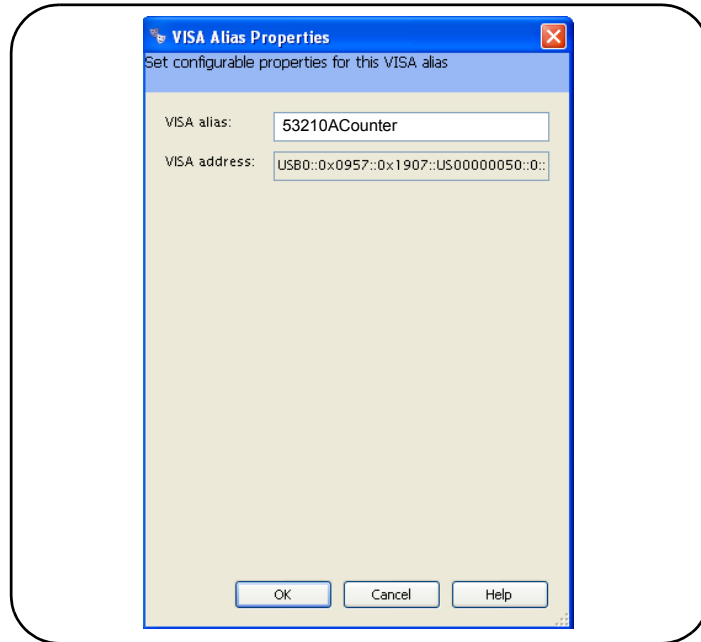 VISA Alias Properties
Set configurable properties for this VISA alias
VISA alias: 53210ACounter
VISA address: USB0::0x0957::0x1907::US00000050::0::
OK Cancel Help